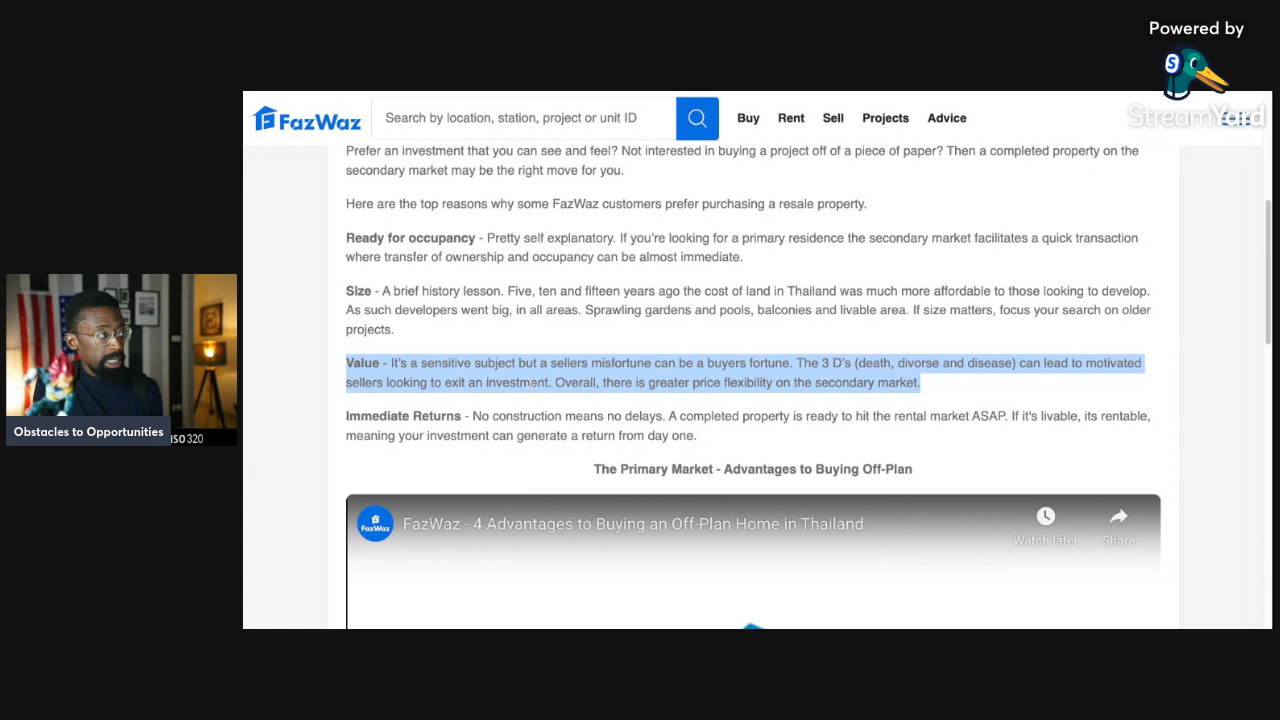 Powered by
S
StreamYard
FazWaz
Search by location, station, project or unit ID
Buy
Rent
Sell
Projects
Advice
Prefer an investment that you can see and feel? Not interested in buying a project off of a piece of paper? Then a completed property on the
secondary market may be the right move for you.
Here are the top reasons why some FazWaz customers prefer purchasing a resale property.
Ready for occupancy - Pretty self explanatory. If you're looking for a primary residence the secondary market facilitates a quick transaction
where transfer of ownership and occupancy can be almost immediate.
Size - A brief history lesson. Five, ten and fifteen years ago the cost of land in Thailand was much more affordable to those looking to develop.
As such developers went big, in all areas. Sprawling gardens and pools, balconies and livable area. If size matters, focus your search on older
projects.
Value - It's a sensitive subject but a sellers misfortune can be a buyers fortune. The 3 D's (death, divorse and disease) can lead to motivated
sellers looking to exit an investment. Overall, there is greater price flexibility on the secondary market.
Immediate Returns - No construction means no delays. A completed property is ready to hit the rental market ASAP. If it's livable, its rentable,
meaning your investment can generate a return from day one.
The Primary Market - Advantages to Buying Off-Plan
FazWaz
FazWaz - 4 Advantages to Buying an Off-Plan Home in Thailand
Watch later
Share
Obstacles to Opportunities
ISO 320